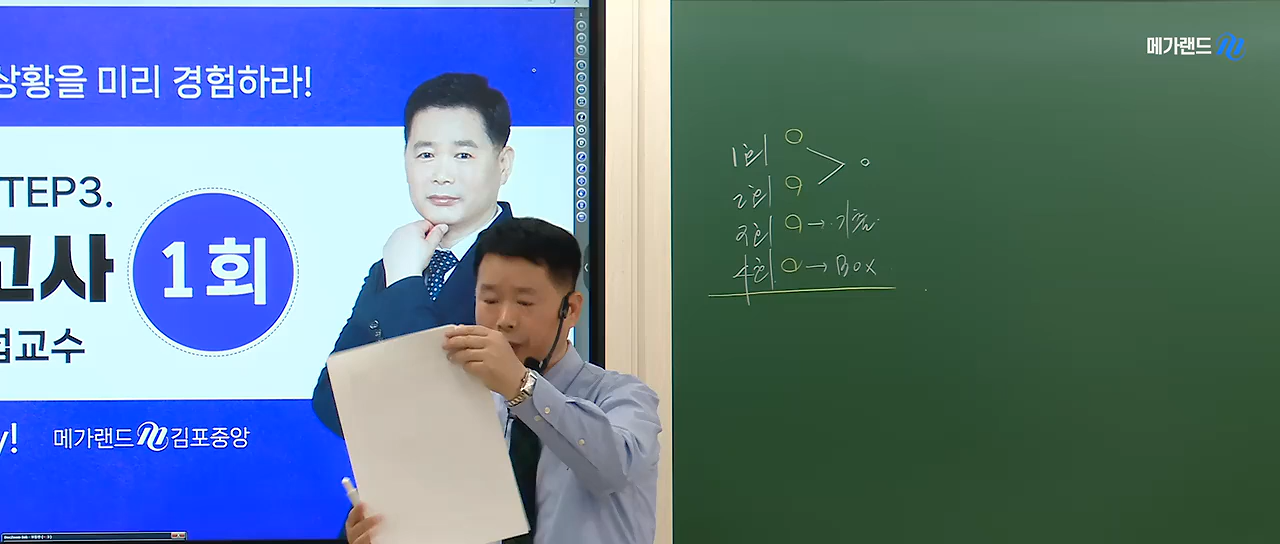 상황을 미리 경험하라!
TEP3.
고사
1회
섭교수
y!
메가랜드 김포중앙
메가랜드
1회 O
2회 O
3회 O → 기출
4회 O → BOX